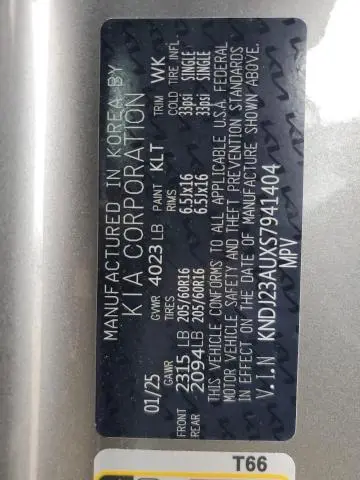 MANUFACTURED IN KOREA BY
KIA CORPORATION
01/25 GVWR 4023 LB PAINT KLT TRIM WK
GAWR TIRES RIMS COLD TIRE INFL.
FRONT 2315 LB 205/60R16 6.5Jx16 33psi SINGLE
REAR 2094 LB 205/60R16 6.5Jx16 33psi SINGLE
THIS VEHICLE CONFORMS TO ALL APPLICABLE U.S.A. FEDERAL
MOTOR VEHICLE SAFETY AND THEFT PREVENTION STANDARDS
IN EFFECT ON THE DATE OF MANUFACTURE SHOWN ABOVE.
V.I.N KNDJ23AUXS7941404
MPV
T66